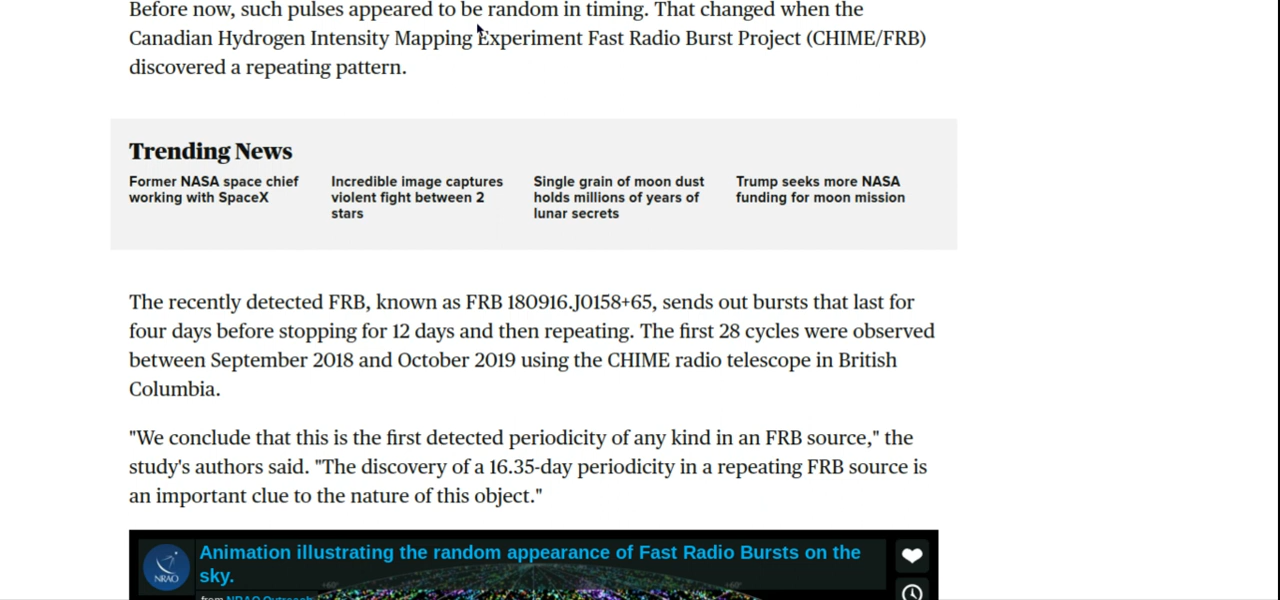 Before now, such pulses appeared to be random in timing. That changed when the
Canadian Hydrogen Intensity Mapping Experiment Fast Radio Burst Project (CHIME/FRB)
discovered a repeating pattern.
Trending News
Former NASA space chief
working with SpaceX
Incredible image captures
violent fight between 2
stars
Single grain of moon dust
holds millions of years of
lunar secrets
Trump seeks more NASA
funding for moon mission
The recently detected FRB, known as FRB 180916.J0158+65, sends out bursts that last for
four days before stopping for 12 days and then repeating. The first 28 cycles were observed
between September 2018 and October 2019 using the CHIME radio telescope in British
Columbia.
"We conclude that this is the first detected periodicity of any kind in an FRB source," the
study's authors said. "The discovery of a 16.35-day periodicity in a repeating FRB source is
an important clue to the nature of this object."
NRAO
Animation illustrating the random appearance of Fast Radio Bursts on the
sky.
from NRAO Outreach
+60°
+60°